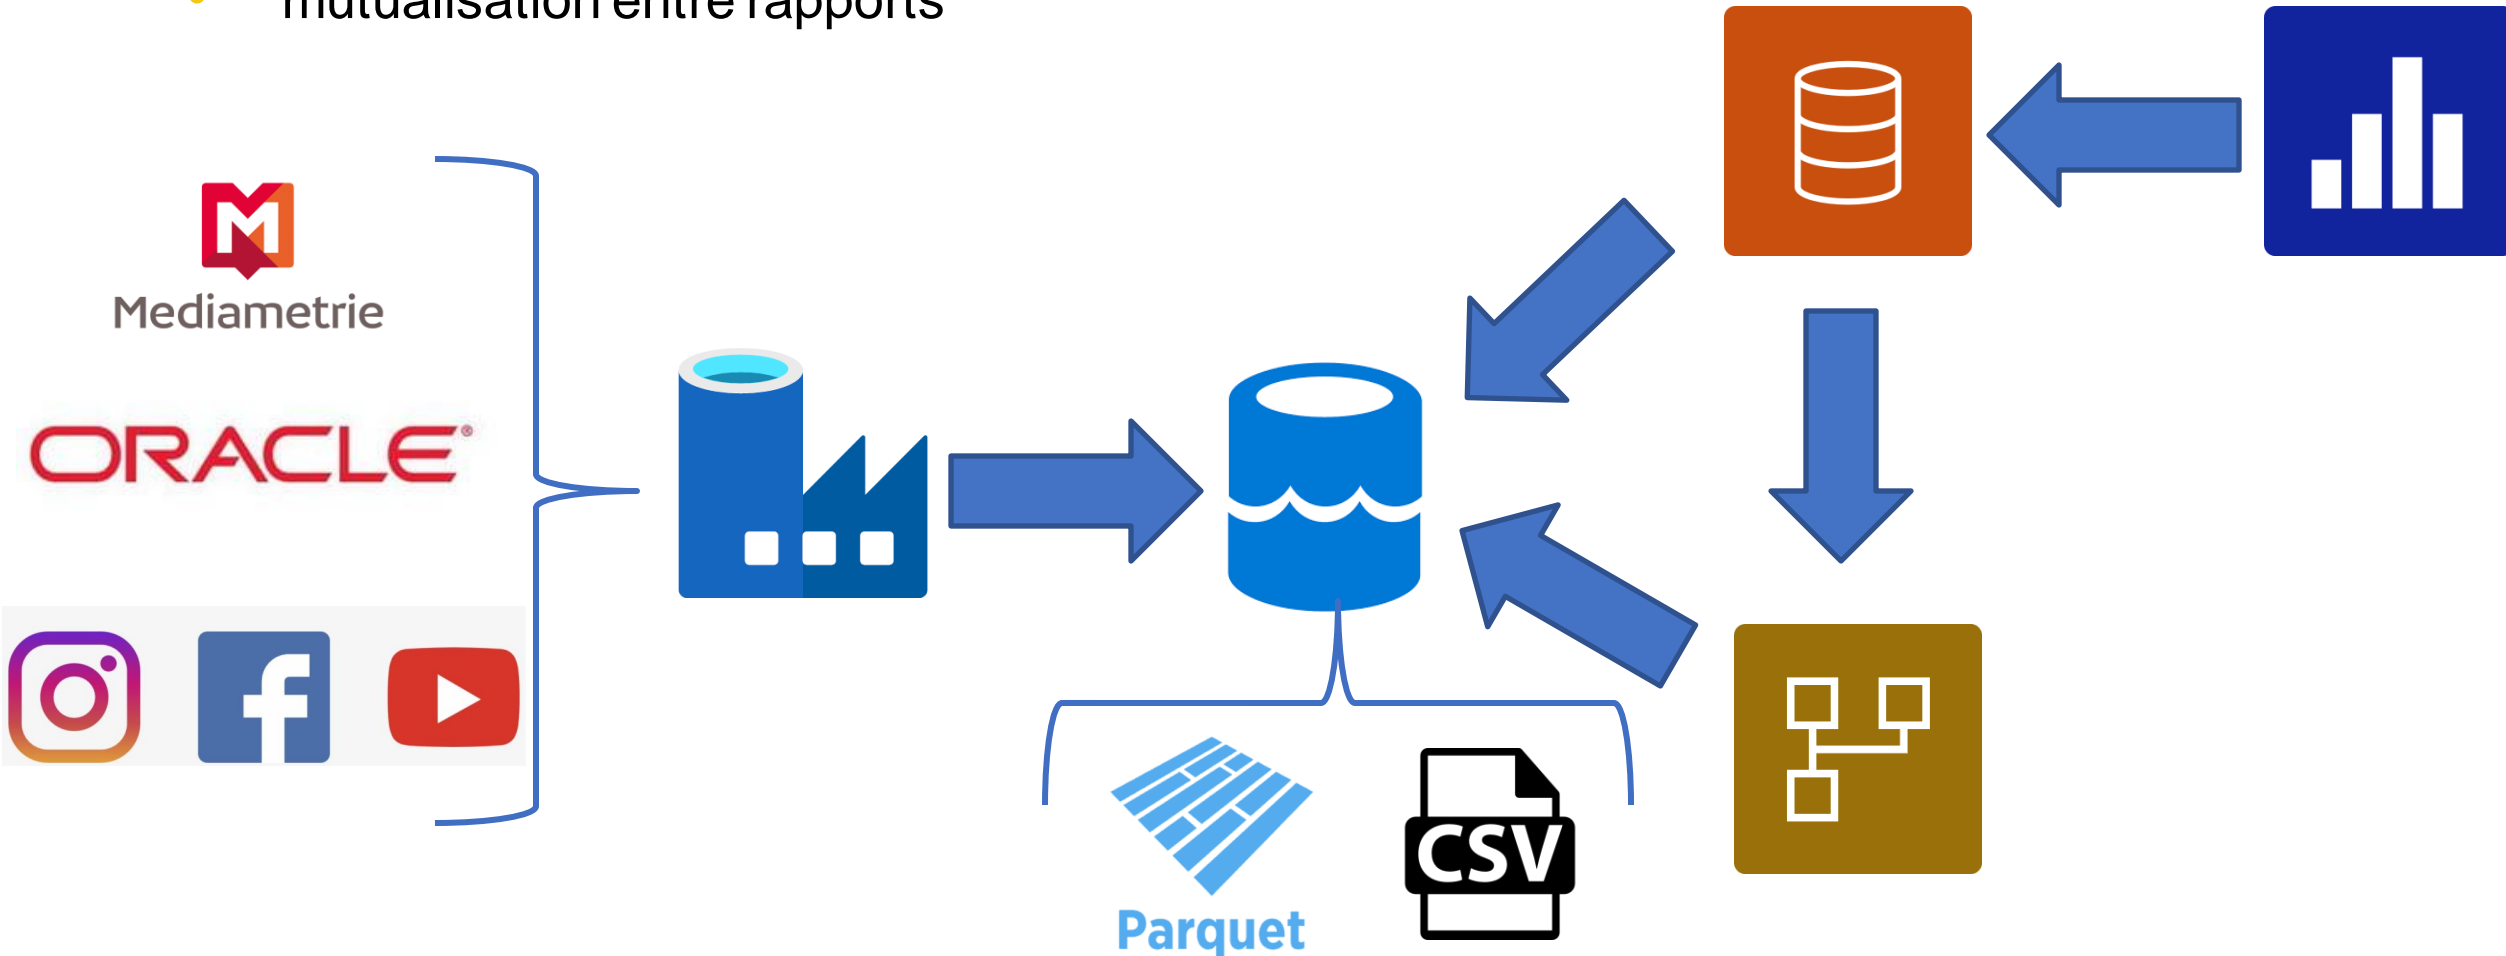 mutualisation entre rapports
Mediametrie
ORACLE®
CSV
Parquet